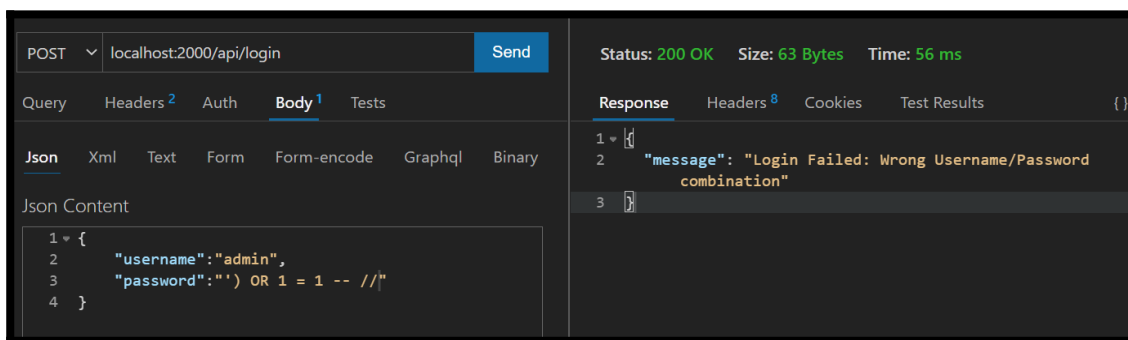 POST localhost:2000/api/login Send
Query Headers 2 Auth Body 1 Tests
Json Xml Text Form Form-encode Graphql Binary
Json Content
1 {
2 "username":"admin",
3 "password":"') OR 1 = 1 -- //"
4 }
Status: 200 OK Size: 63 Bytes Time: 56 ms
Response Headers 8 Cookies Test Results { }
1 {
2 "message": "Login Failed: Wrong Username/Password
combination"
3 }